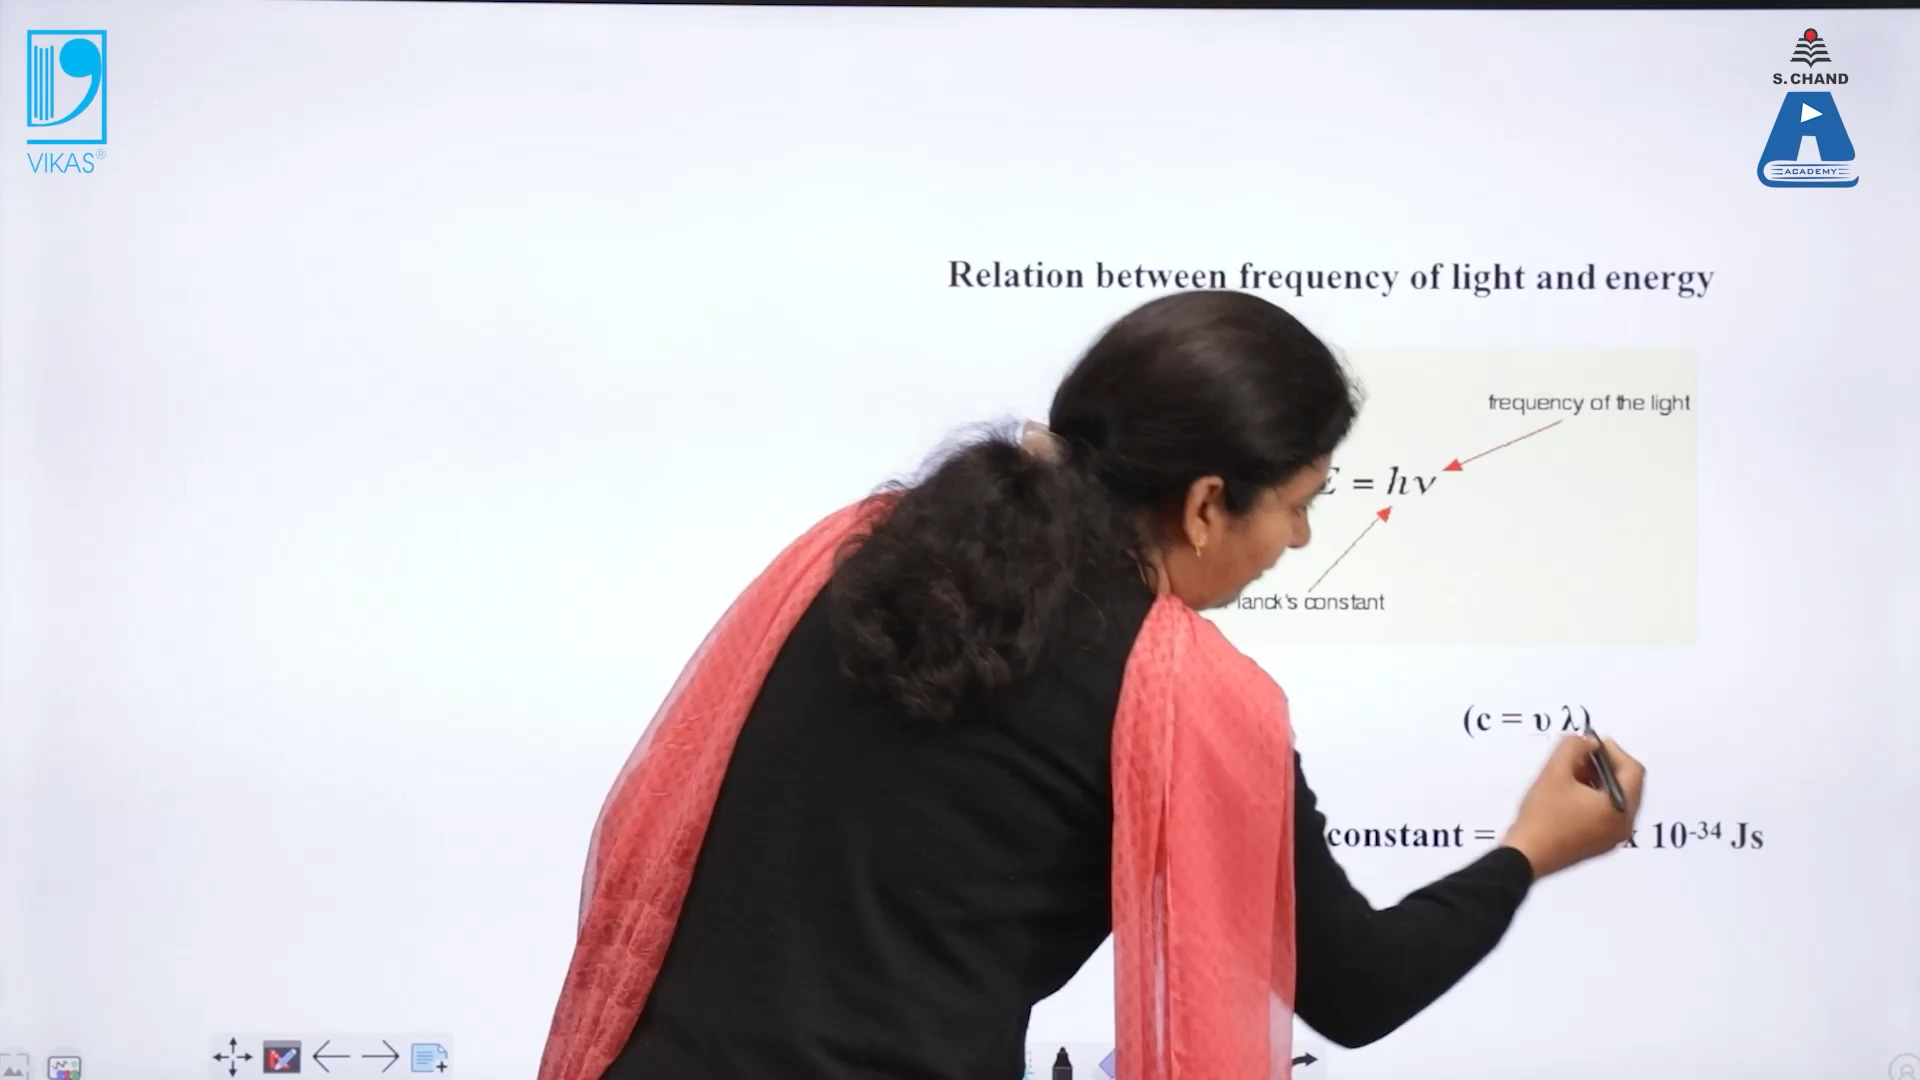 VIKAS®
S. CHAND
ACADEMY
Relation between frequency of light and energy
frequency of the light
= hν
constant
(c = υ λ)
constant =
10-34 Js